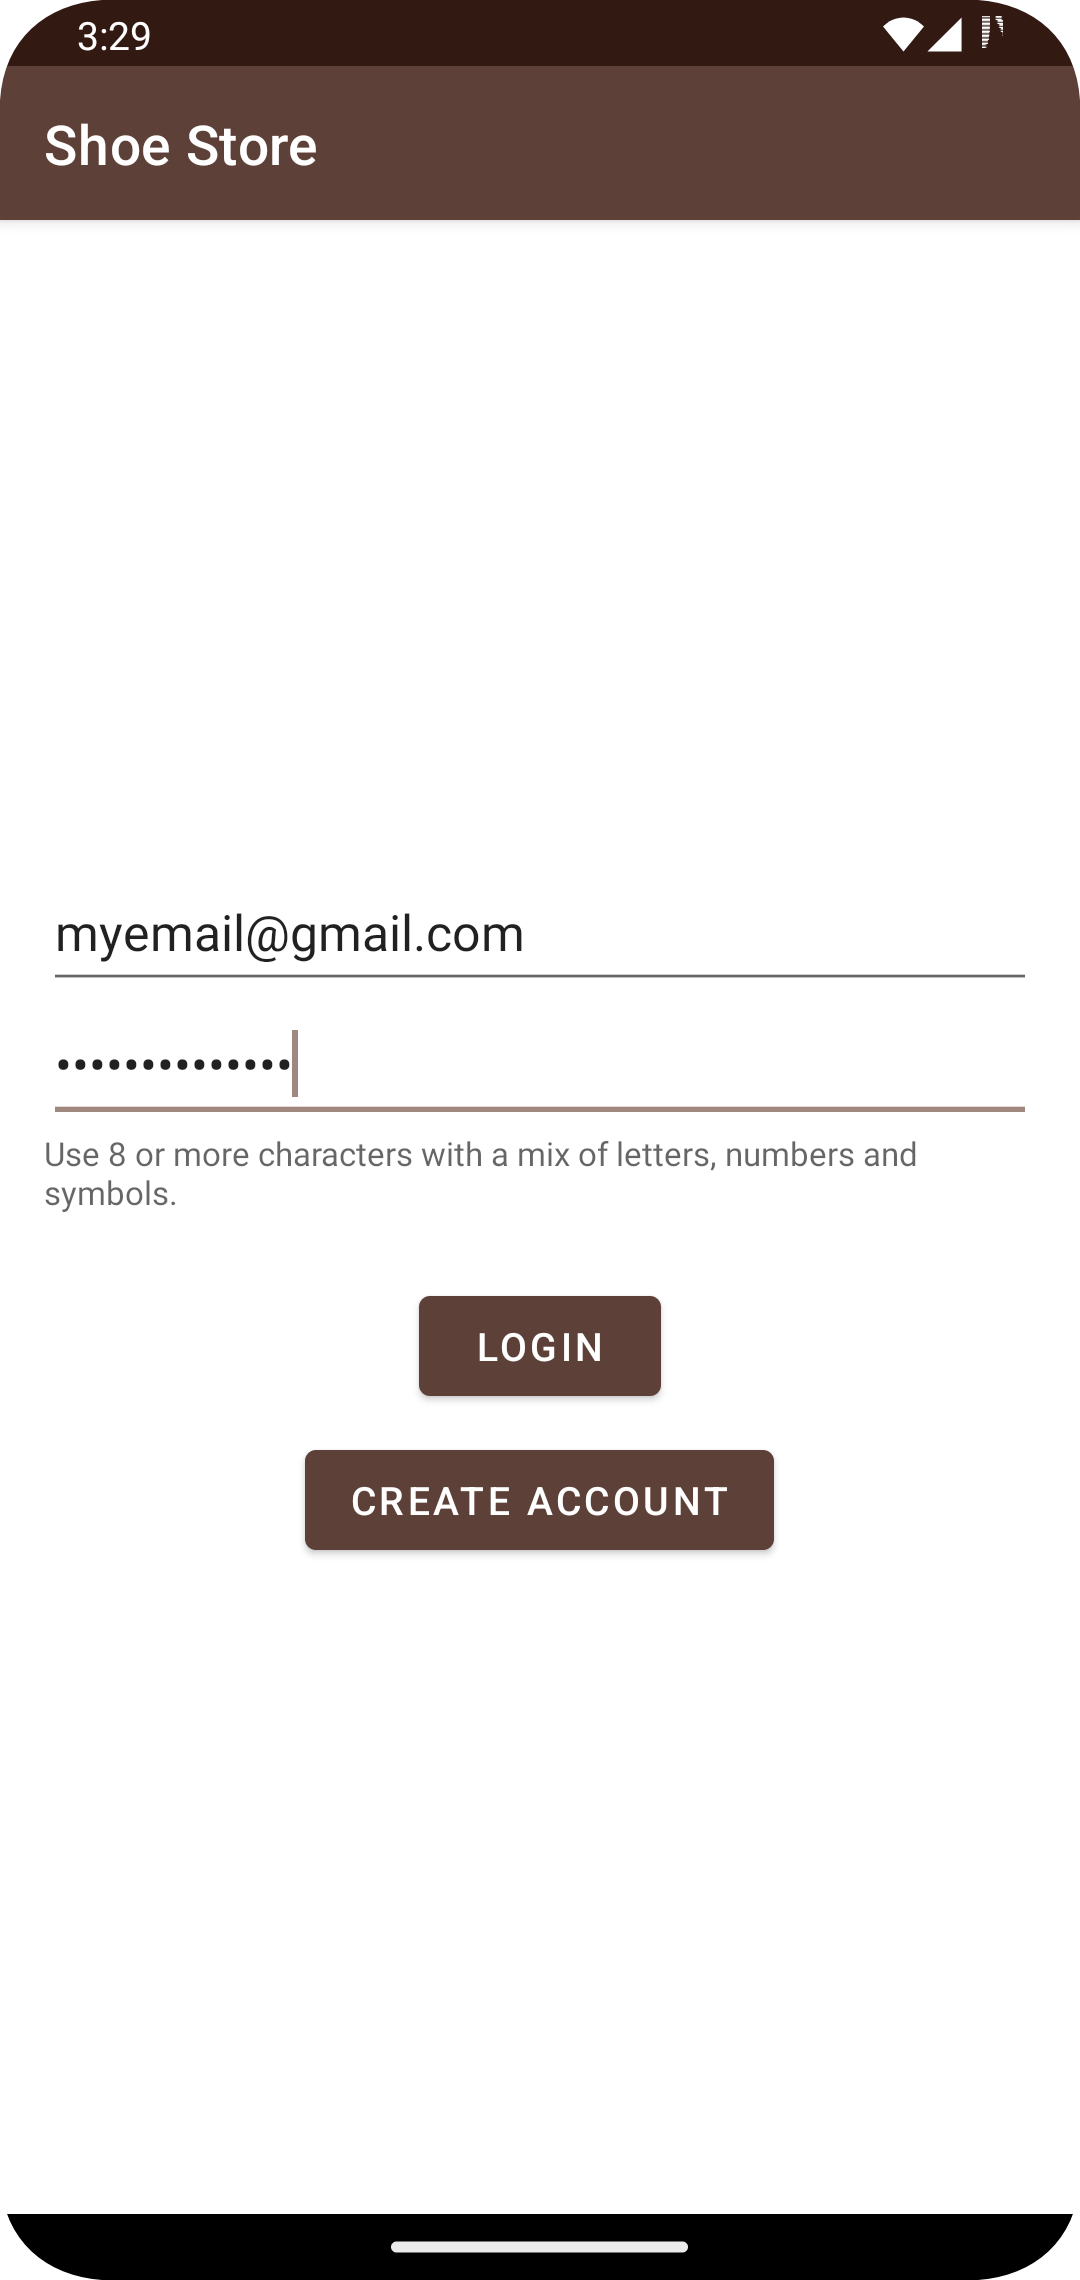 3:29
Shoe Store
myemail@gmail.com
••••••••••••••
Use 8 or more characters with a mix of letters, numbers and
symbols.
LOGIN
CREATE ACCOUNT